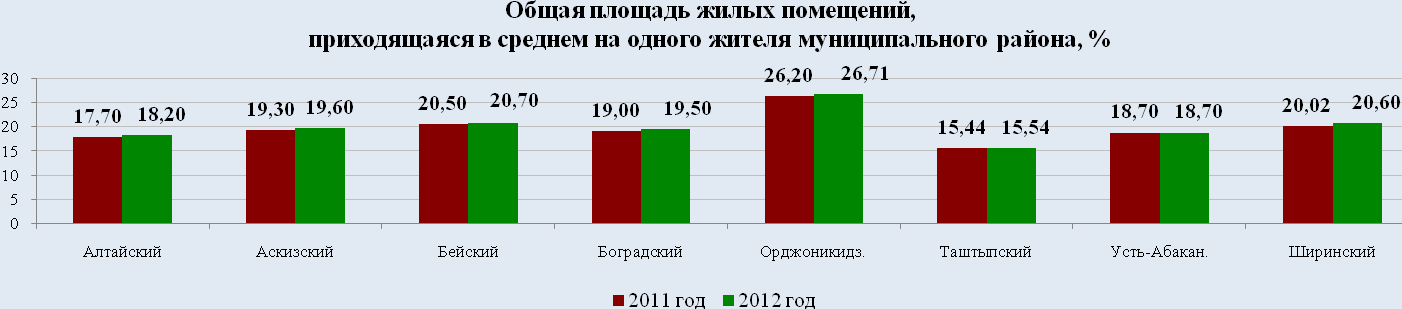 Общая площадь жилых помещений,
приходящаяся в среднем на одного жителя муниципального района, %
30
25
20
15
10
5
0
17,70 18,20 19,30 19,60 20,50 20,70 19,00 19,50 26,20 26,71 15,44 15,54 18,70 18,70 20,02 20,60
Алтайский Аскизский Бейский Боградский Орджоникидз. Таштыпский Усть-Абакан. Ширинский
2011 год 2012 год